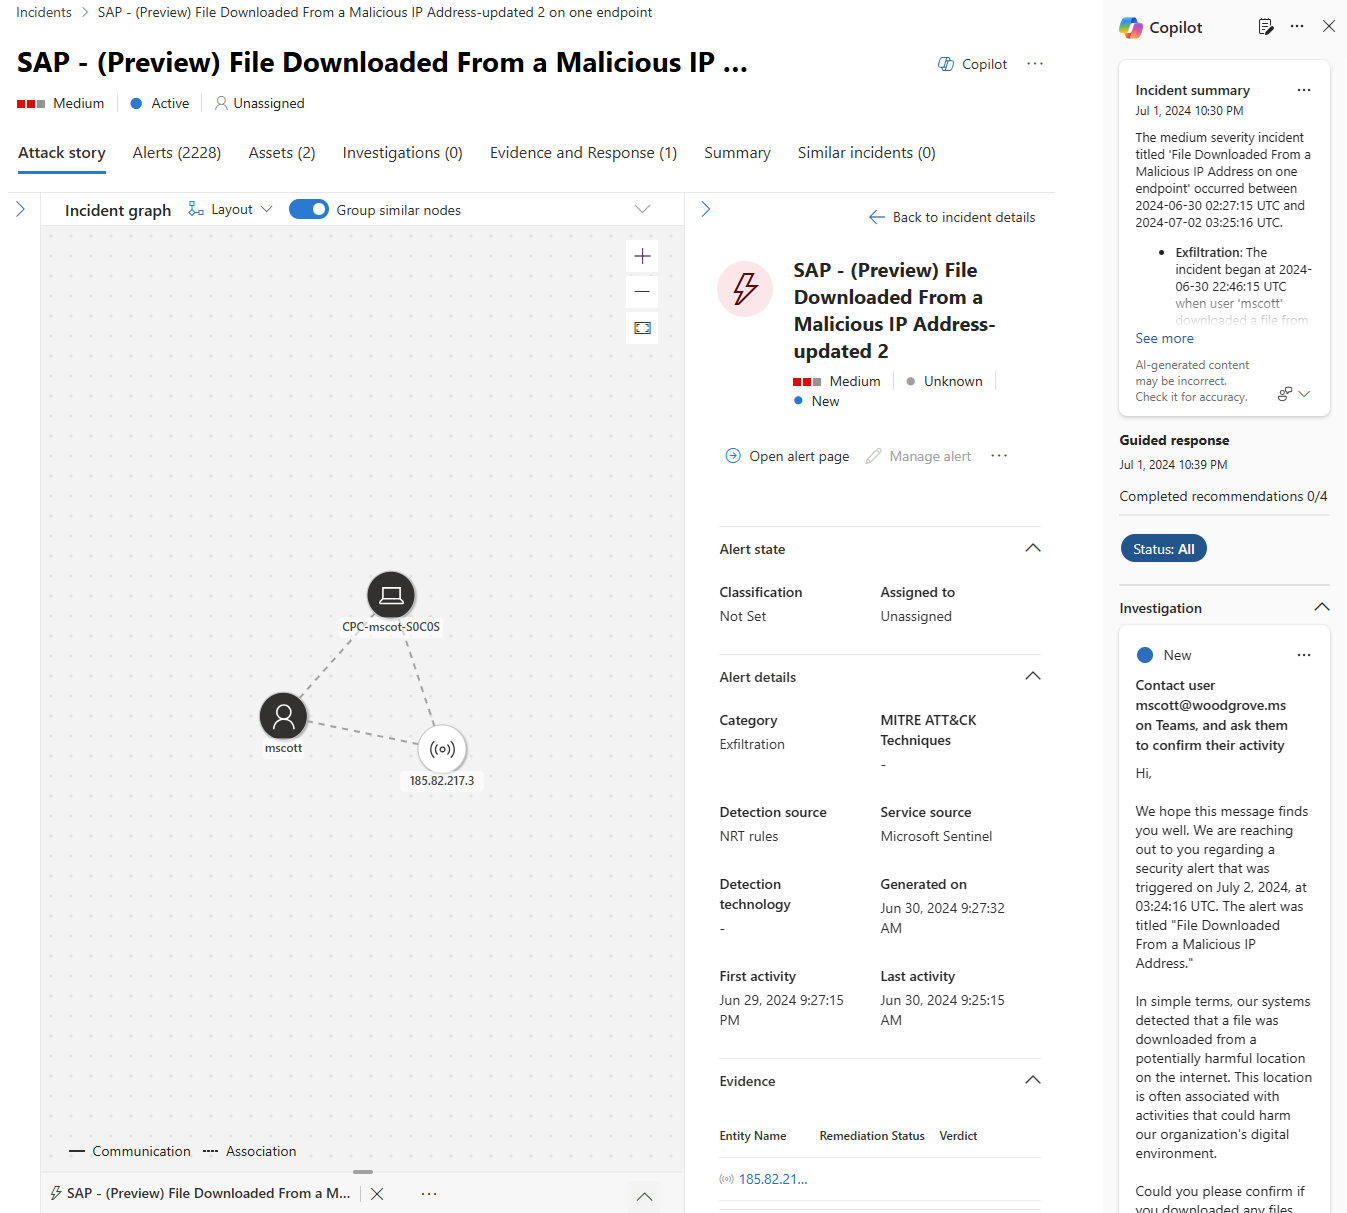 Incidents > SAP - (Preview) File Downloaded From a Malicious IP Address-updated 2 on one endpoint
SAP - (Preview) File Downloaded From a Malicious IP ...
Copilot ...
Medium
Active
Unassigned
Attack story
Alerts (2228)
Assets (2)
Investigations (0)
Evidence and Response (1)
Summary
Similar incidents (0)
Incident graph
Layout
Group similar nodes
CPC-mscot-S0C0S
mscott
185.82.217.3
Communication
Association
SAP - (Preview) File Downloaded From a M...
...
Back to incident details
SAP - (Preview) File
Downloaded From a
Malicious IP Address-
updated 2
Medium
Unknown
New
Open alert page
Manage alert
...
Alert state
Classification
Not Set
Assigned to
Unassigned
Alert details
Category
Exfiltration
MITRE ATT&CK
Techniques
-
Detection source
NRT rules
Service source
Microsoft Sentinel
Detection
technology
-
Generated on
Jun 30, 2024 9:27:32
AM
First activity
Jun 29, 2024 9:27:15
PM
Last activity
Jun 30, 2024 9:25:15
AM
Evidence
Entity Name
Remediation Status
Verdict
185.82.21...
Copilot
...
Incident summary
...
Jul 1, 2024 10:30 PM
The medium severity incident
titled 'File Downloaded From a
Malicious IP Address on one
endpoint' occurred between
2024-06-30 02:27:15 UTC and
2024-07-02 03:25:16 UTC.
• Exfiltration: The
incident began at 2024-
06-30 22:46:15 UTC
when user 'mscott'
downloaded a file from
See more
AI-generated content
may be incorrect.
Check it for accuracy.
Guided response
Jul 1, 2024 10:39 PM
Completed recommendations 0/4
Status: All
Investigation
New
...
Contact user
mscott@woodgrove.ms
on Teams, and ask them
to confirm their activity
Hi,
We hope this message finds
you well. We are reaching
out to you regarding a
security alert that was
triggered on July 2, 2024, at
03:24:16 UTC. The alert was
titled "File Downloaded
From a Malicious IP
Address."
In simple terms, our systems
detected that a file was
downloaded from a
potentially harmful location
on the internet. This location
is often associated with
activities that could harm
our organization's digital
environment.
Could you please confirm if
you downloaded any files